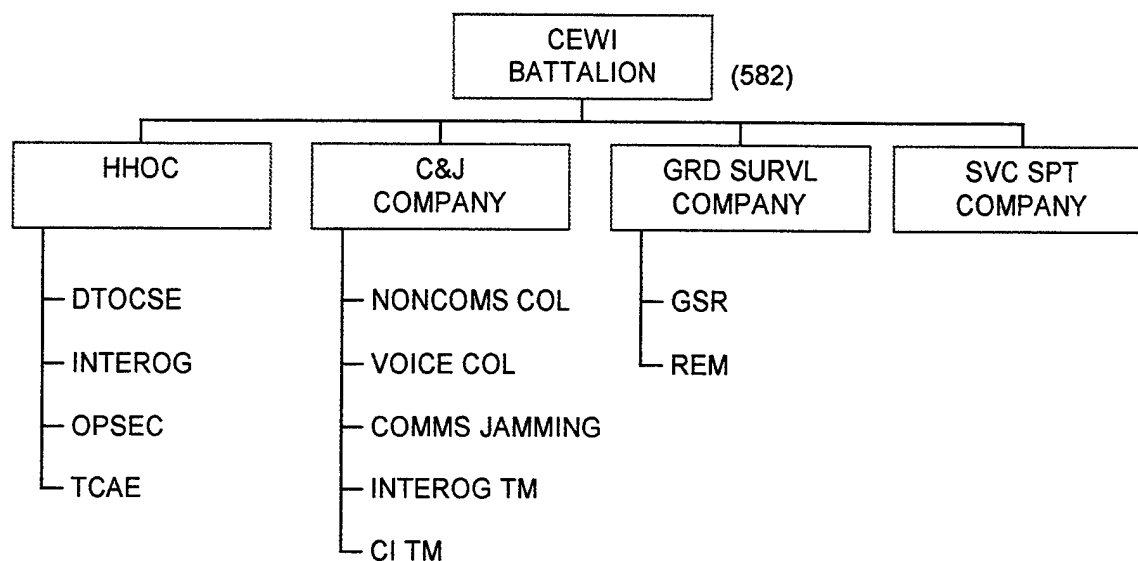 CEWI
BATTALION
(582)
HHOC
C&J
COMPANY
GRD SURVL
COMPANY
SVC SPT
COMPANY
DTOCSE
INTEROG
OPSEC
TCAE
NONCOMS COL
VOICE COL
COMMS JAMMING
INTEROG TM
CI TM
GSR
REM